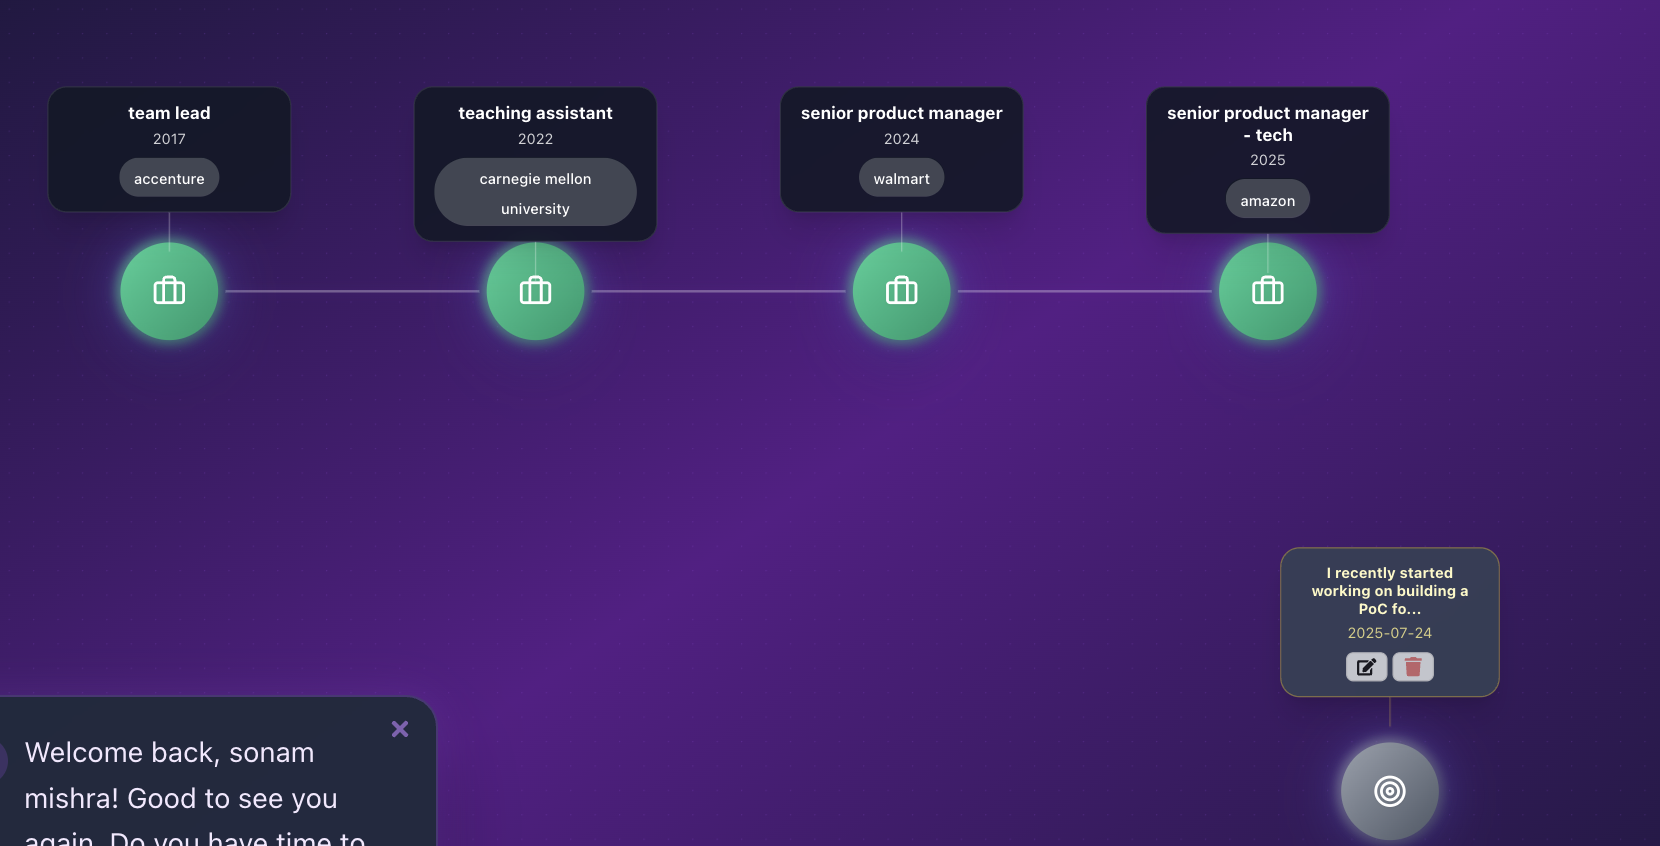 team lead
2017
accenture
teaching assistant
2022
carnegie mellon
university
senior product manager
2024
walmart
senior product manager
- tech
2025
amazon
I recently started
working on building a
PoC fo...
2025-07-24
Welcome back, sonam
mishra! Good to see you
again. Do you have time to